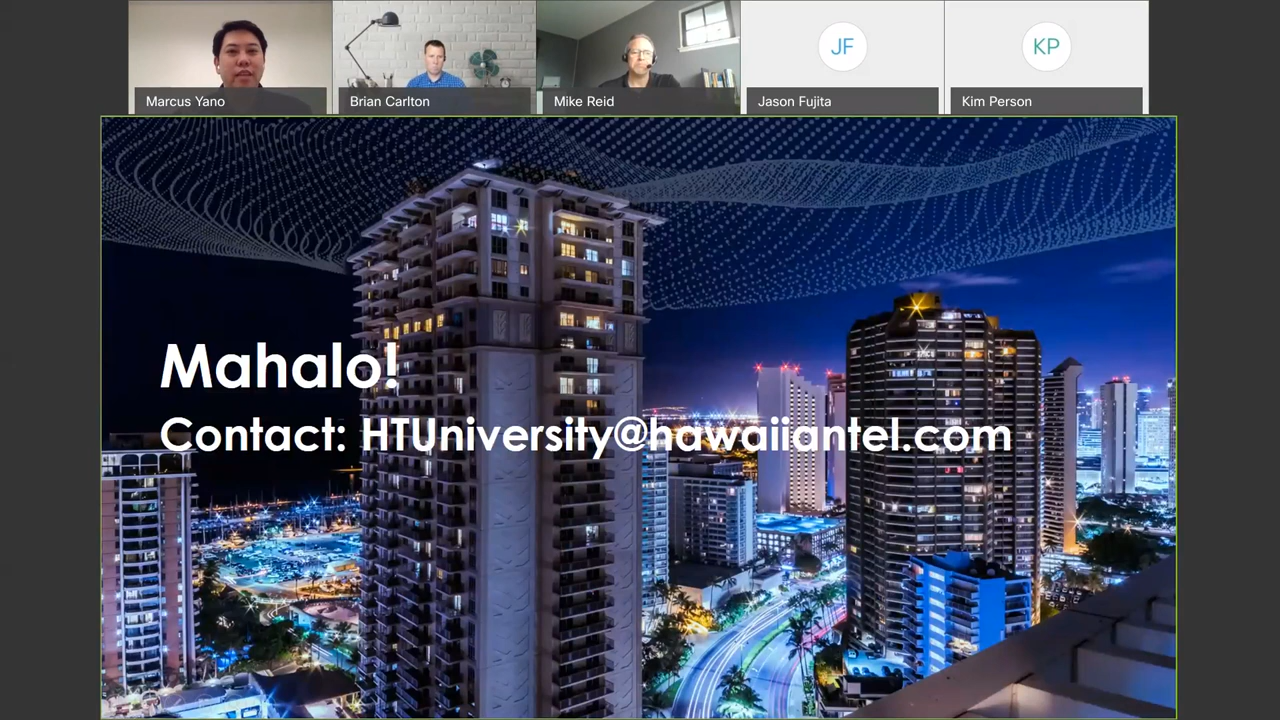 Marcus Yano
Brian Carlton
Mike Reid
JF
Jason Fujita
KP
Kim Person
Mahalo!
Contact: HTUniversity@hawaiiantel.com